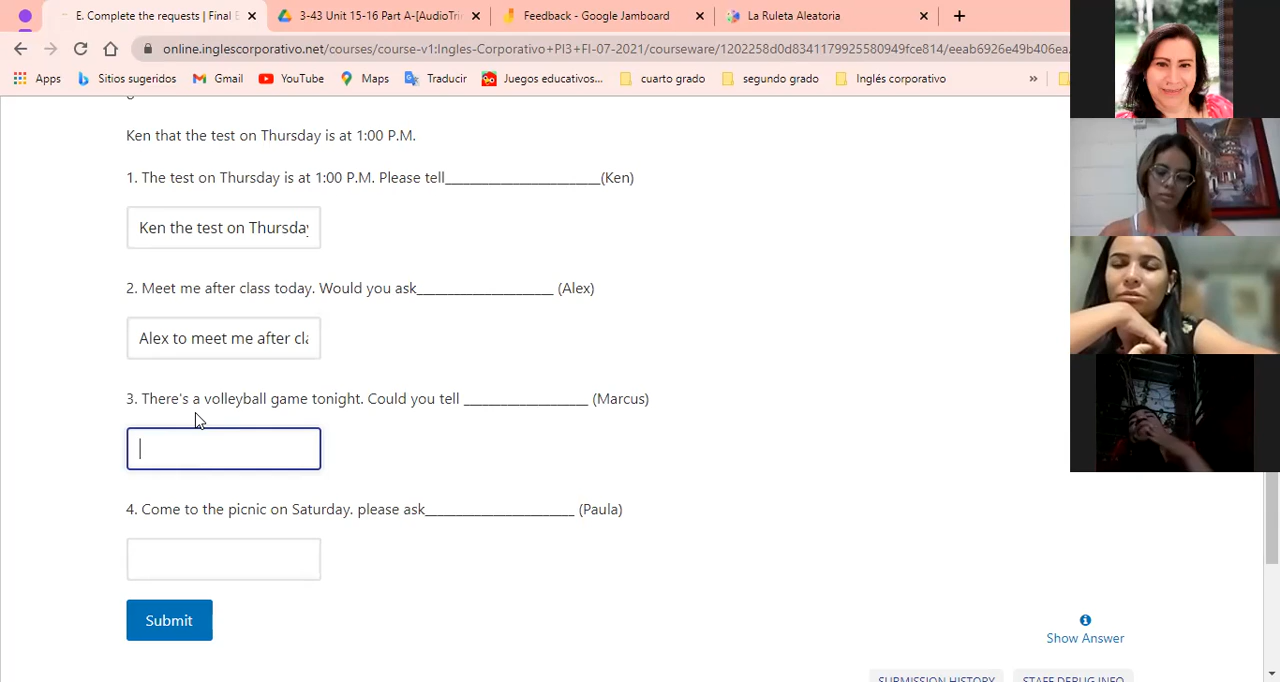 E. Complete the requests | Final E
3-43 Unit 15-16 Part A-[AudioTri
Feedback - Google Jamboard
La Ruleta Aleatoria
online.inglescorporativo.net/courses/course-v1:Ingles-Corporativo+PI3+FI-07-2021/courseware/1202258d0d8341179925580949fce814/eeab6926e49b406ea
Apps
Sitios sugeridos
Gmail
YouTube
Maps
Traducir
Juegos educativos...
cuarto grado
segundo grado
Inglés corporativo
»
Ken that the test on Thursday is at 1:00 P.M.
1. The test on Thursday is at 1:00 P.M. Please tell____________________(Ken)
Ken the test on Thursday
2. Meet me after class today. Would you ask__________________ (Alex)
Alex to meet me after cla
3. There's a volleyball game tonight. Could you tell ________________ (Marcus)
4. Come to the picnic on Saturday. please ask___________________ (Paula)
Submit
Show Answer
SUBMISSION HISTORY
STAFF DEBUG INFO